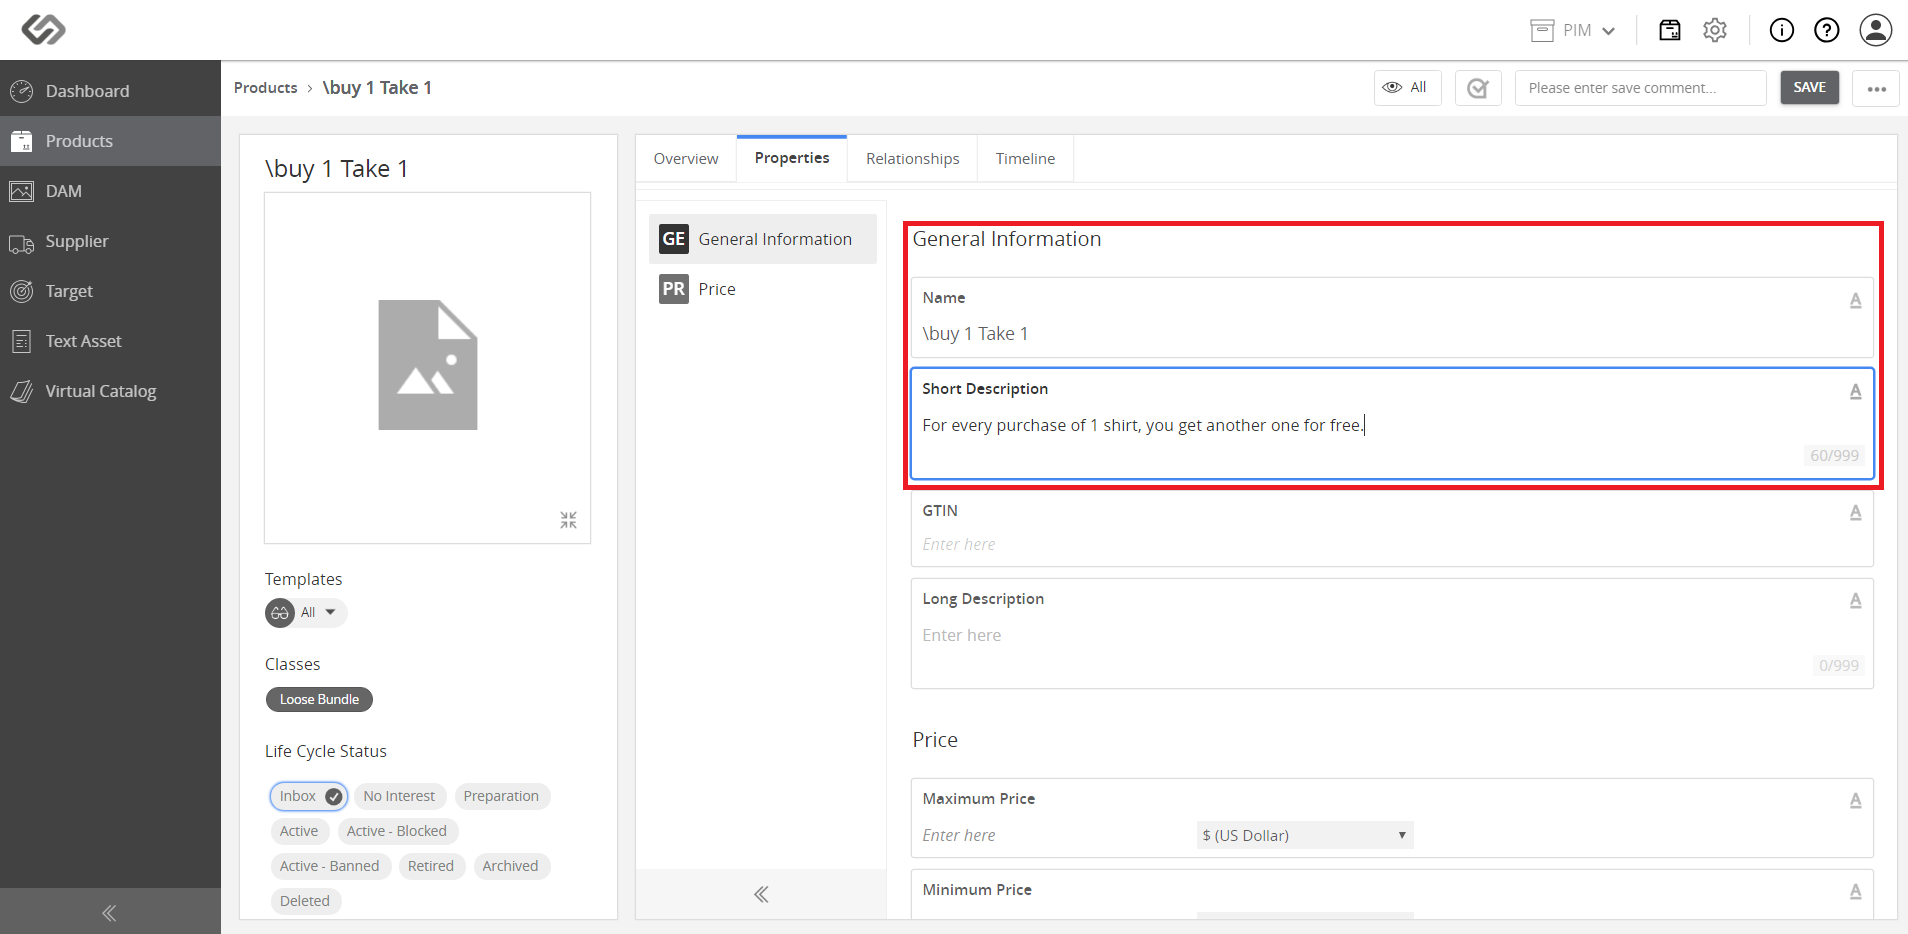 PIM
Dashboard
Products
DAM
Supplier
Target
Text Asset
Virtual Catalog
Products › \buy 1 Take 1
All
Please enter save comment...
SAVE
\buy 1 Take 1
Templates
All
Classes
Loose Bundle
Life Cycle Status
Inbox No Interest Preparation
Active Active - Blocked
Active - Banned Retired Archived
Deleted
Overview Properties Relationships Timeline
GE General Information
PR Price
General Information
Name A
\buy 1 Take 1
Short Description A
For every purchase of 1 shirt, you get another one for free.
60/999
GTIN A
Enter here
Long Description A
Enter here
0/999
Price
Maximum Price A
Enter here $ (US Dollar)
Minimum Price A